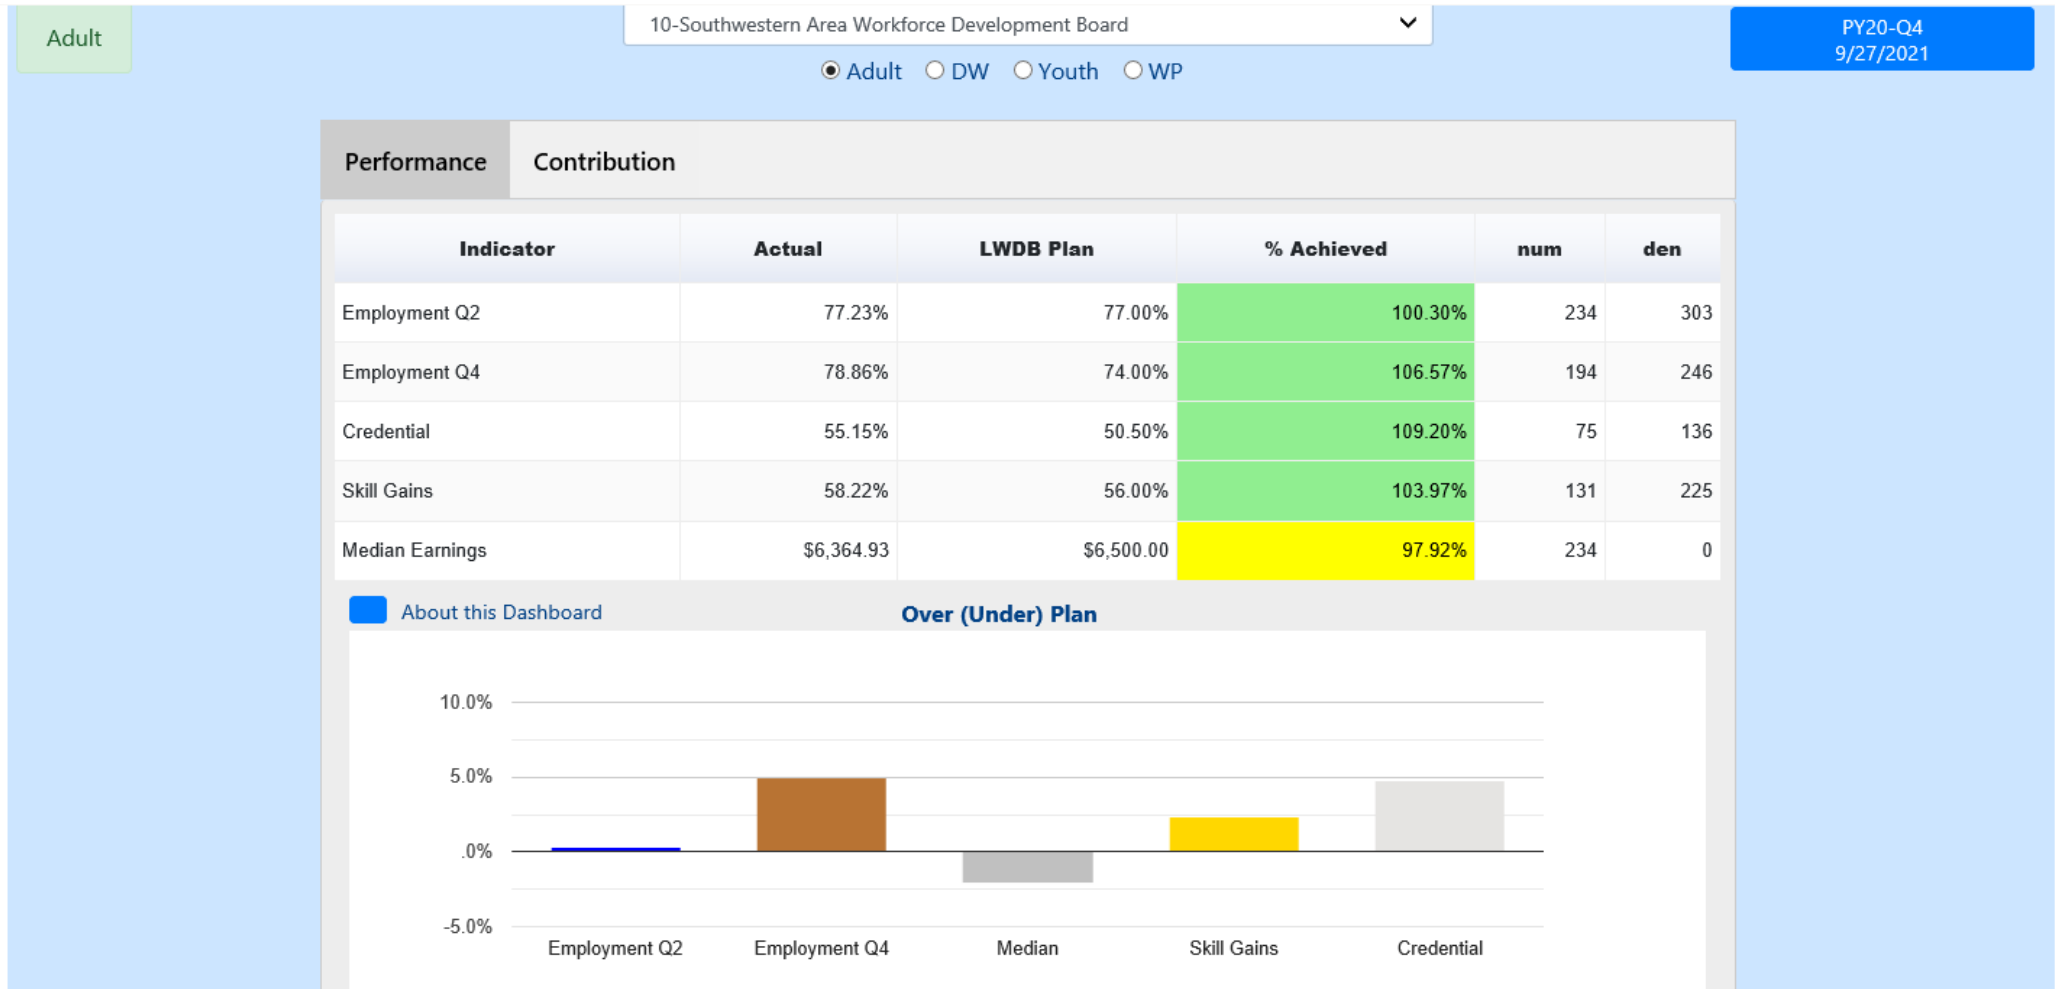 Adult
10-Southwestern Area Workforce Development Board
PY20-Q4
9/27/2021
Adult DW Youth WP
Performance Contribution
Indicator Actual LWDB Plan % Achieved num den
Employment Q2 77.23% 77.00% 100.30% 234 303
Employment Q4 78.86% 74.00% 106.57% 194 246
Credential 55.15% 50.50% 109.20% 75 136
Skill Gains 58.22% 56.00% 103.97% 131 225
Median Earnings $6,364.93 $6,500.00 97.92% 234 0
About this Dashboard Over (Under) Plan
10.0%
5.0%
.0%
-5.0%
Employment Q2 Employment Q4 Median Skill Gains Credential